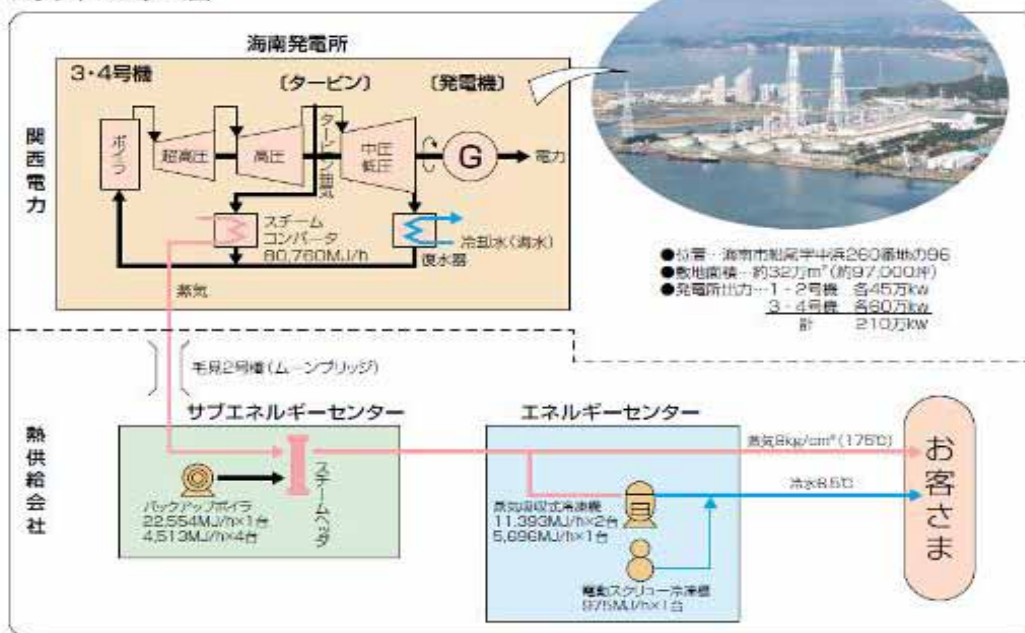 海南発電所
3・4号機
〔タービン〕
〔発電機〕
関西電力
ボイラ
超高圧
高圧
タービン抽気
中圧
低圧
G
電力
スチーム
コンバータ
80,760MJ/h
冷却水(海水)
復水器
蒸気
●位置…海南市船尾字中浜260番地の96
●敷地面積…約32万m²(約97,000坪)
●発電所出力…1・2号機 各45万kw
3・4号機 各60万kw
計 210万kw
毛見2号橋(ムーンブリッジ)
熱供給会社
サブエネルギーセンター
スチームヘッダ
バックアップボイラ
22,554MJ/h×1台
4,513MJ/h×4台
エネルギーセンター
蒸気吸収式冷凍機
11,393MJ/h×2台
5,696MJ/h×1台
電動スクリュー冷凍機
975MJ/h×1台
蒸気8kg/cm²(175℃)
冷水6.5℃
お客さま